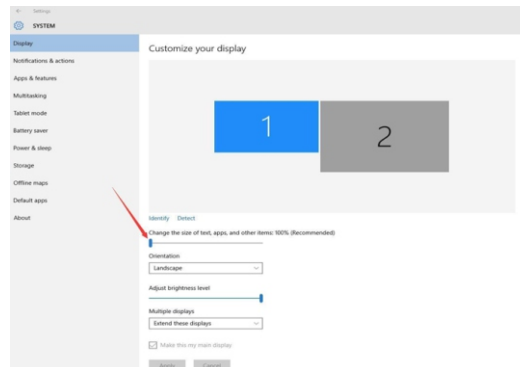 Settings
SYSTEM
Display
Notifications & actions
Apps & features
Multitasking
Tablet mode
Battery saver
Power & sleep
Storage
Offline maps
Default apps
About
Customize your display
1
2
Identify Detect
Change the size of text, apps, and other items: 100% (Recommended)
Orientation
Landscape
Adjust brightness level
Multiple displays
Extend these displays
Make this my main display
Apply Cancel